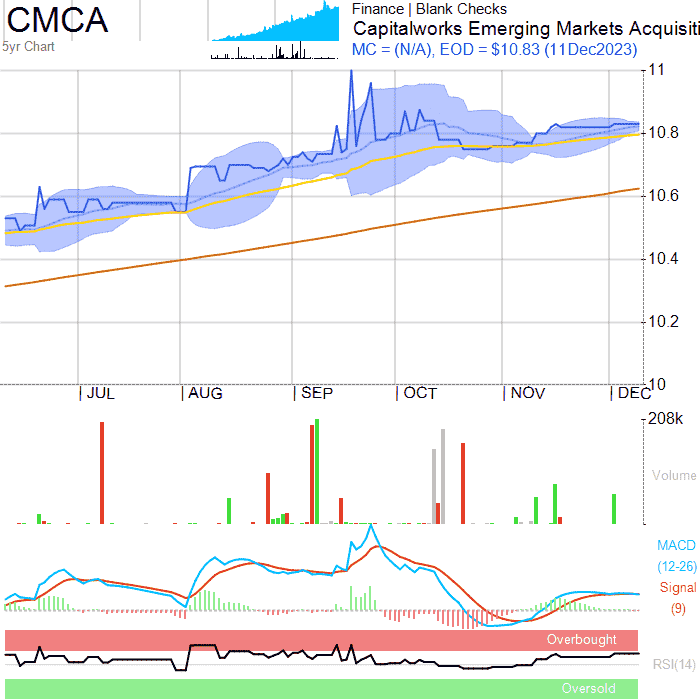 CMCA
5yr Chart
Finance | Blank Checks
Capitalworks Emerging Markets Acquisiti
MC = (N/A), EOD = $10.83 (11Dec2023)
11
10.8
10.6
10.4
10.2
10
| JUL | AUG | SEP | OCT | NOV | DEC
208k
Volume
MACD
(12-26)
Signal
(9)
Overbought
RSI(14)
Oversold